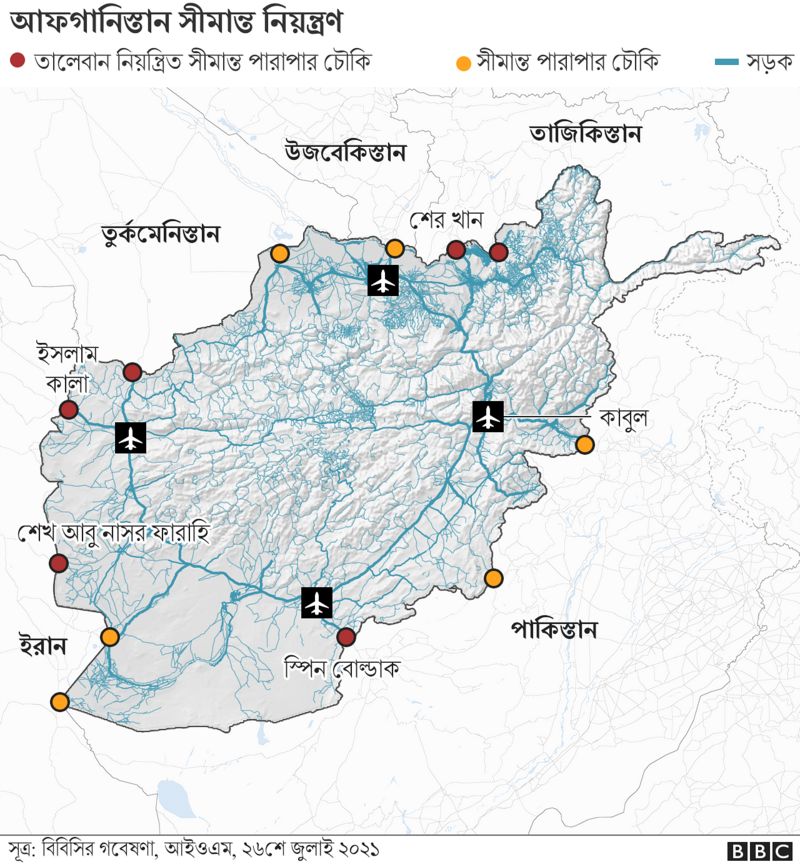 আফগানিস্তান সীমান্ত নিয়ন্ত্রণ
তালেবান নিয়ন্ত্রিত সীমান্ত পারাপার চৌকি
সীমান্ত পারাপার চৌকি
সড়ক
তাজিকিস্তান
উজবেকিস্তান
শের খান
তুর্কমেনিস্তান
ইসলাম
কালা
কাবুল
শেখ আবু নাসর ফারাহি
পাকিস্তান
ইরান
স্পিন বোল্ডাক
সূত্র: বিবিসির গবেষণা, আইওএম, ২৬শে জুলাই ২০২১
BBC